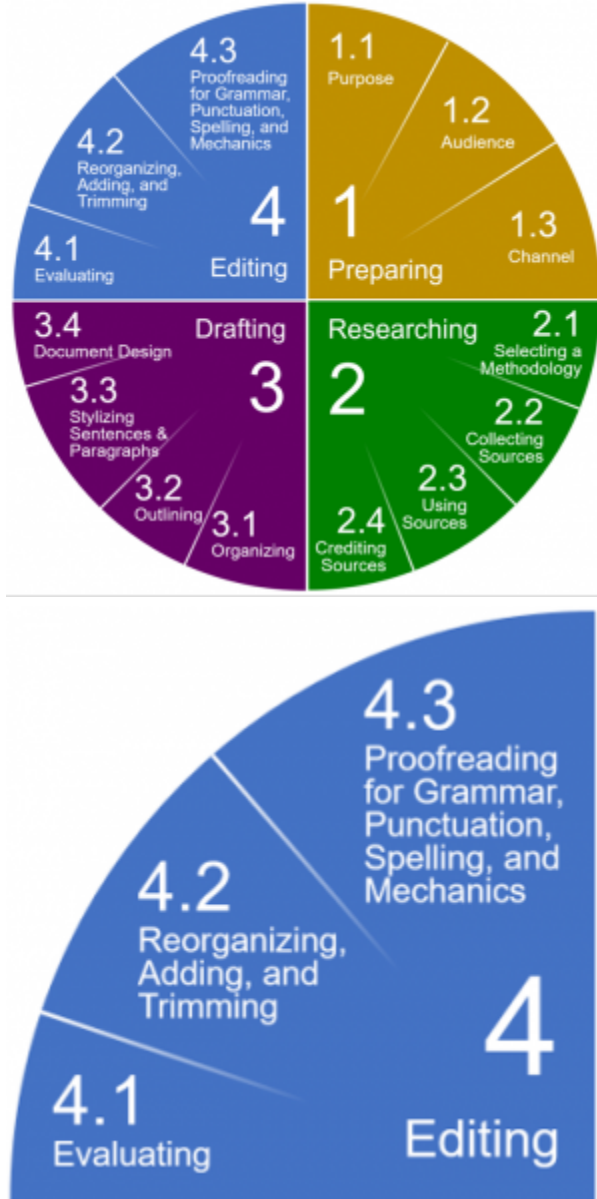 4.3
Proofreading
for Grammar,
Punctuation,
Spelling, and
Mechanics
4.2
Reorganizing,
Adding, and
Trimming
4.1
Evaluating
4
Editing
1.1
Purpose
1.2
Audience
1.3
Channel
1
Preparing
Researching
2
2.1
Selecting a
Methodology
2.2
Collecting
Sources
2.3
Using
Sources
2.4
Crediting
Sources
Drafting
3
3.1
Organizing
3.2
Outlining
3.3
Stylizing
Sentences &
Paragraphs
3.4
Document Design
4.3
Proofreading
for Grammar,
Punctuation,
Spelling, and
Mechanics
4.2
Reorganizing,
Adding, and
Trimming
4.1
Evaluating
4
Editing